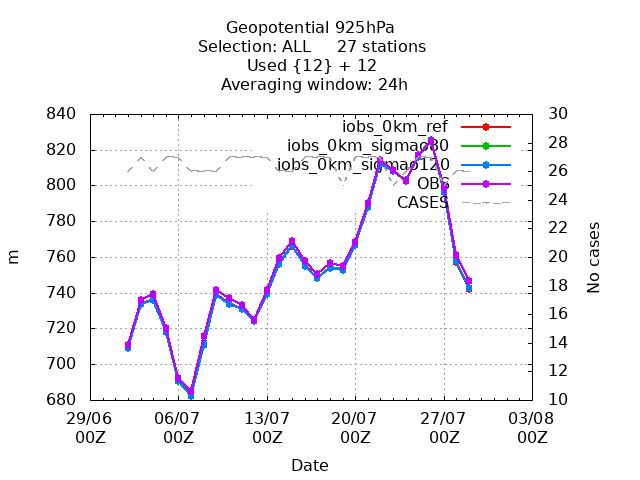 Geopotential 925hPa
Selection: ALL     27 stations
Used {12} + 12
Averaging window: 24h
840
820
800
780
760
740
720
700
680
m
30
28
26
24
22
20
18
16
14
12
10
No cases
iobs_0km_ref
iobs_0km_sigmao80
iobs_0km_sigmao120
OBS
CASES
29/06 06/07 13/07 20/07 27/07 03/08
00Z 00Z 00Z 00Z 00Z 00Z
Date